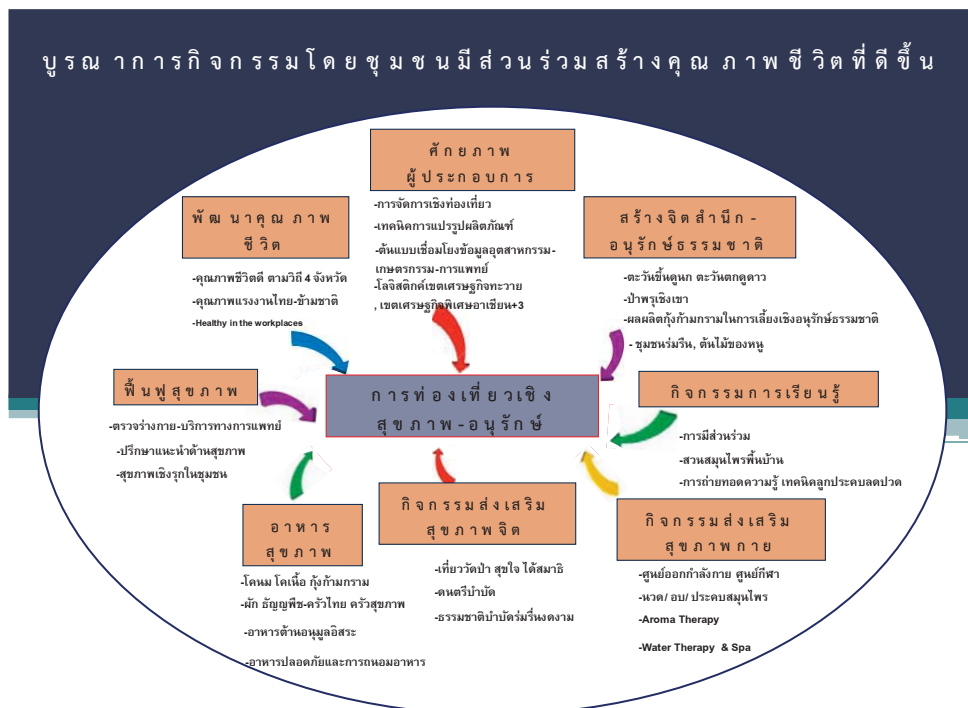 บูรณาการกิจกรรมโดยชุมชนมีส่วนร่วมสร้างคุณภาพชีวิตที่ดีขึ้น
ศักยภาพ
ผู้ประกอบการ
-การจัดการเชิงท่องเที่ยว
-เทคนิคการแปรรูปผลิตภัณฑ์
-ต้นแบบเชื่อมโยงข้อมูลอุตสาหกรรม-
เกษตรกรรม-การแพทย์
-โลจิสติกค์เขตเศรษฐกิจทะวาย
, เขตเศรษฐกิจพิเศษอาเซียน+3
พัฒนาคุณภาพ
ชีวิต
-คุณภาพชีวิตดี ตามวิถี 4 จังหวัด
-คุณภาพแรงงานไทย-ข้ามชาติ
-Healthy in the workplaces
สร้างจิตสำนึก-
อนุรักษ์ธรรมชาติ
-ตะวันขึ้นดูนก ตะวันตกดูดาว
-ป่าพรุเชิงเขา
-ผลผลิตกุ้งก้ามกรามในการเลี้ยงเชิงอนุรักษ์ธรรมชาติ
- ชุมชนร่มรืน, ต้นไม้ของหนู
ฟื้นฟูสุขภาพ
-ตรวจร่างกาย-บริการทางการแพทย์
-ปรึกษาแนะนำด้านสุขภาพ
-สุขภาพเชิงรุกในชุมชน
การท่องเที่ยวเชิง
สุขภาพ-อนุรักษ์
กิจกรรมการเรียนรู้
-การมีส่วนร่วม
-สวนสมุนไพรพื้นบ้าน
-การถ่ายทอดความรู้ เทคนิคลูกประคบลดปวด
อาหาร
สุขภาพ
-โคนม โคเนื้อ กุ้งก้ามกราม
-ผัก ธัญญพืช-ครัวไทย ครัวสุขภาพ
-อาหารต้านอนุมูลอิสระ
-อาหารปลอดภัยและการถนอมอาหาร
กิจกรรมส่งเสริม
สุขภาพจิต
-เที่ยววัดป่า สุขใจ ได้สมาธิ
-ดนตรีบำบัด
-ธรรมชาติบำบัดร่มรื่นงดงาม
กิจกรรมส่งเสริม
สุขภาพกาย
-ศูนย์ออกกำลังกาย ศูนย์กีฬา
-นวด/ อบ/ ประคบสมุนไพร
-Aroma Therapy
-Water Therapy & Spa